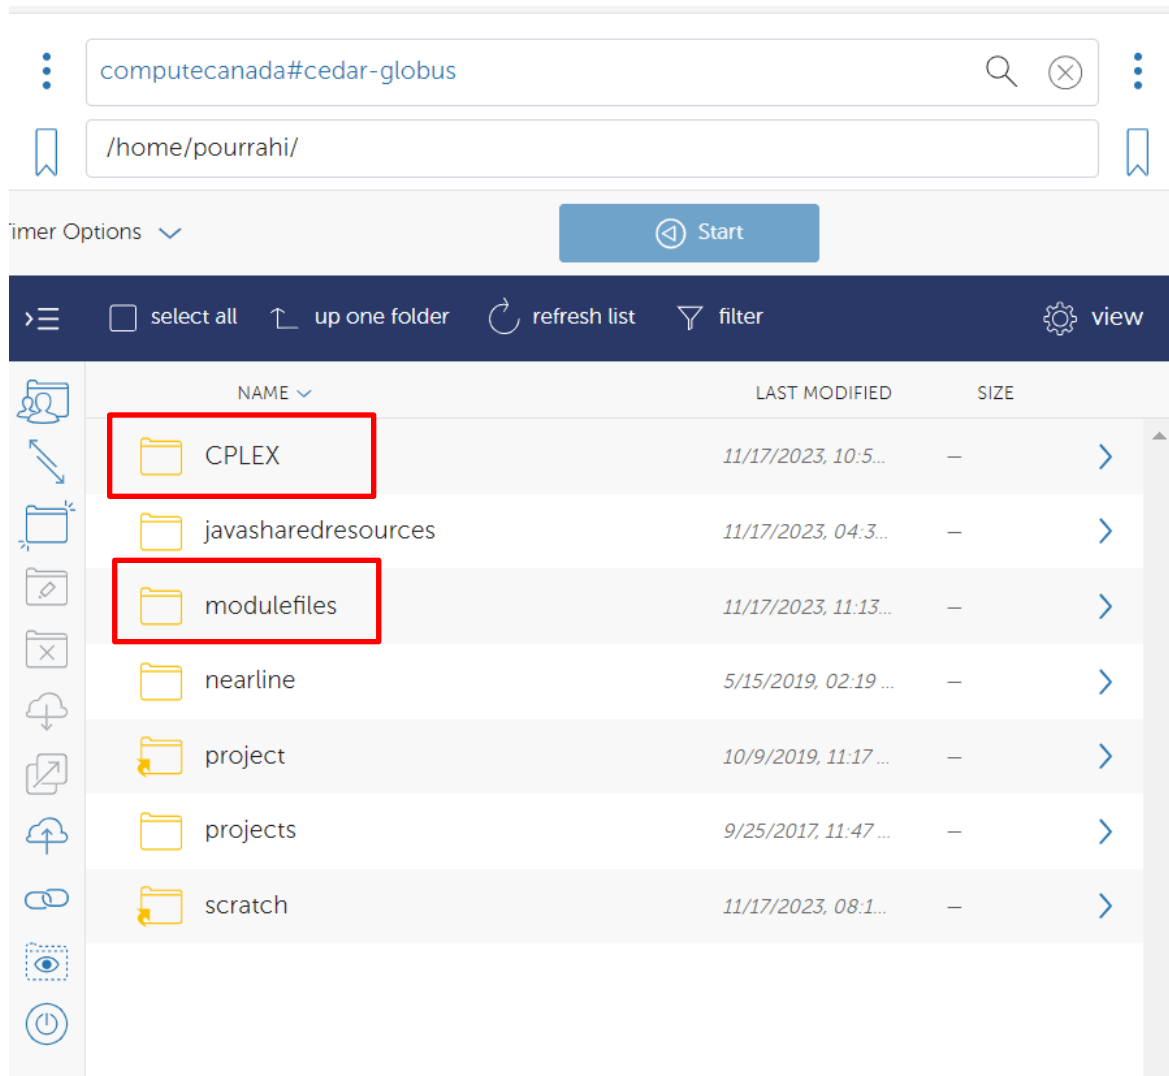 computecanada#cedar-globus
/home/pourrahi/
Timer Options Start
select all up one folder refresh list filter view
NAME LAST MODIFIED SIZE
CPLEX 11/17/2023, 10:5... —
javasharedresources 11/17/2023, 04:3... —
modulefiles 11/17/2023, 11:13... —
nearline 5/15/2019, 02:19 ... —
project 10/9/2019, 11:17 ... —
projects 9/25/2017, 11:47 ... —
scratch 11/17/2023, 08:1... —